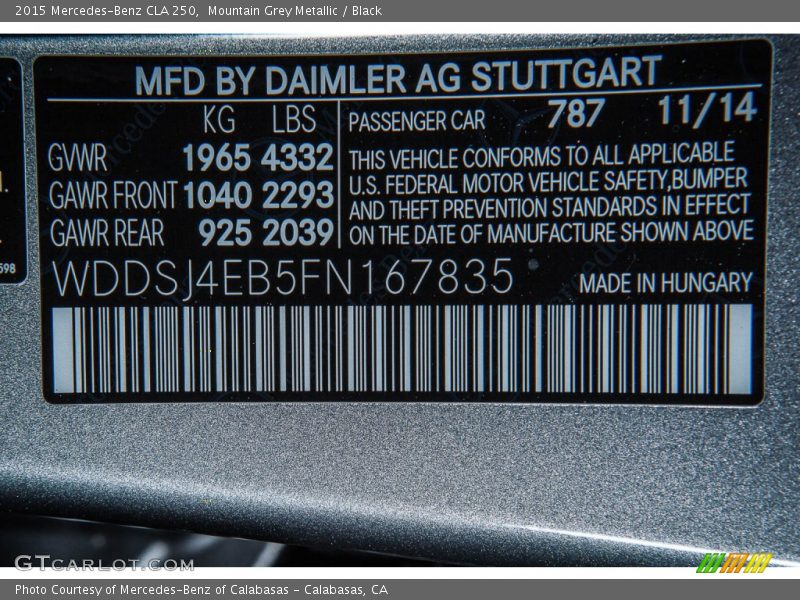 2015 Mercedes-Benz CLA 250, Mountain Grey Metallic / Black
MFD BY DAIMLER AG STUTTGART
KG LBS
GVWR 1965 4332
GAWR FRONT 1040 2293
GAWR REAR 925 2039
PASSENGER CAR 787 11/14
THIS VEHICLE CONFORMS TO ALL APPLICABLE
U.S. FEDERAL MOTOR VEHICLE SAFETY,BUMPER
AND THEFT PREVENTION STANDARDS IN EFFECT
ON THE DATE OF MANUFACTURE SHOWN ABOVE
WDDSJ4EB5FN167835 MADE IN HUNGARY
598
GTCARLOT.COM
Photo Courtesy of Mercedes-Benz of Calabasas - Calabasas, CA